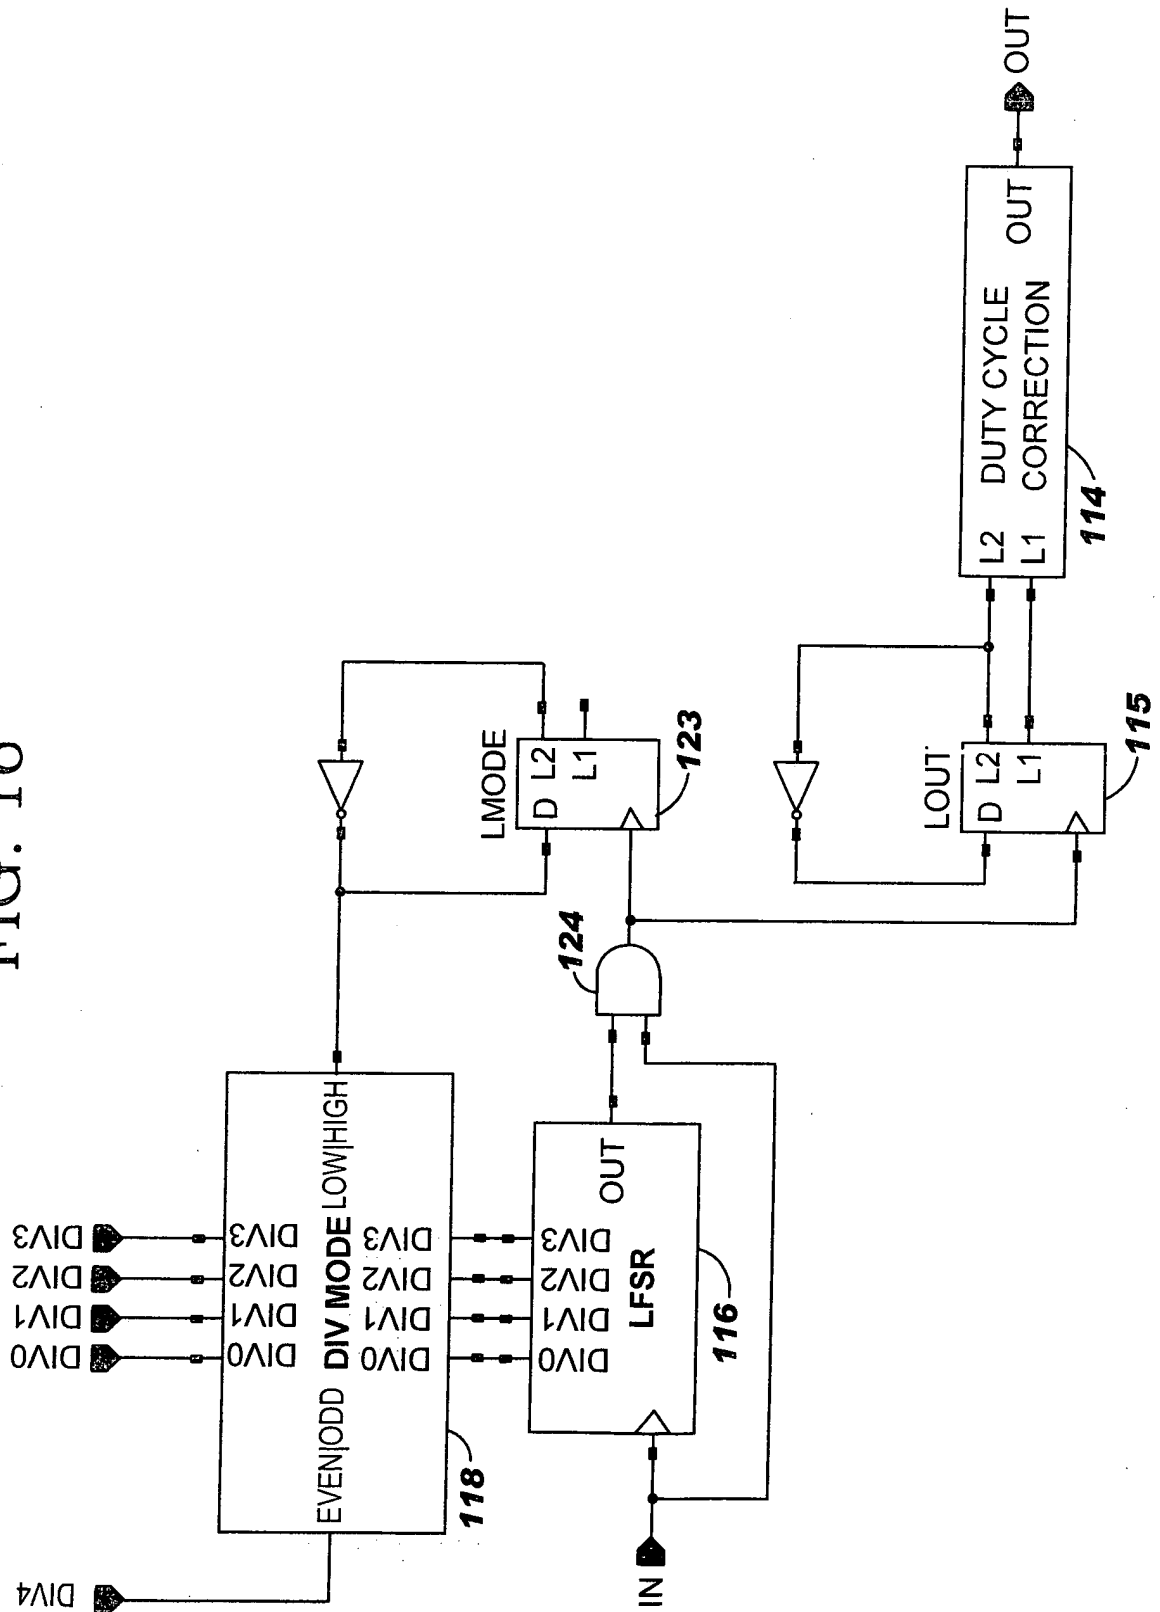 FIG.
DIV4
DIV0
DIV1
DIV2
DIV3
DIV0
DIV1
DIV2
DIV3
EVEN|ODD
DIV MODE
LOW|HIGH
DIV0
DIV1
DIV2
DIV3
118
DIV0
DIV1
DIV2
DIV3
LFSR
OUT
116
IN
124
LMODE
D
L2
L1
123
LOUT
D
L2
L1
115
L2
L1
DUTY CYCLE
CORRECTION
OUT
114
OUT